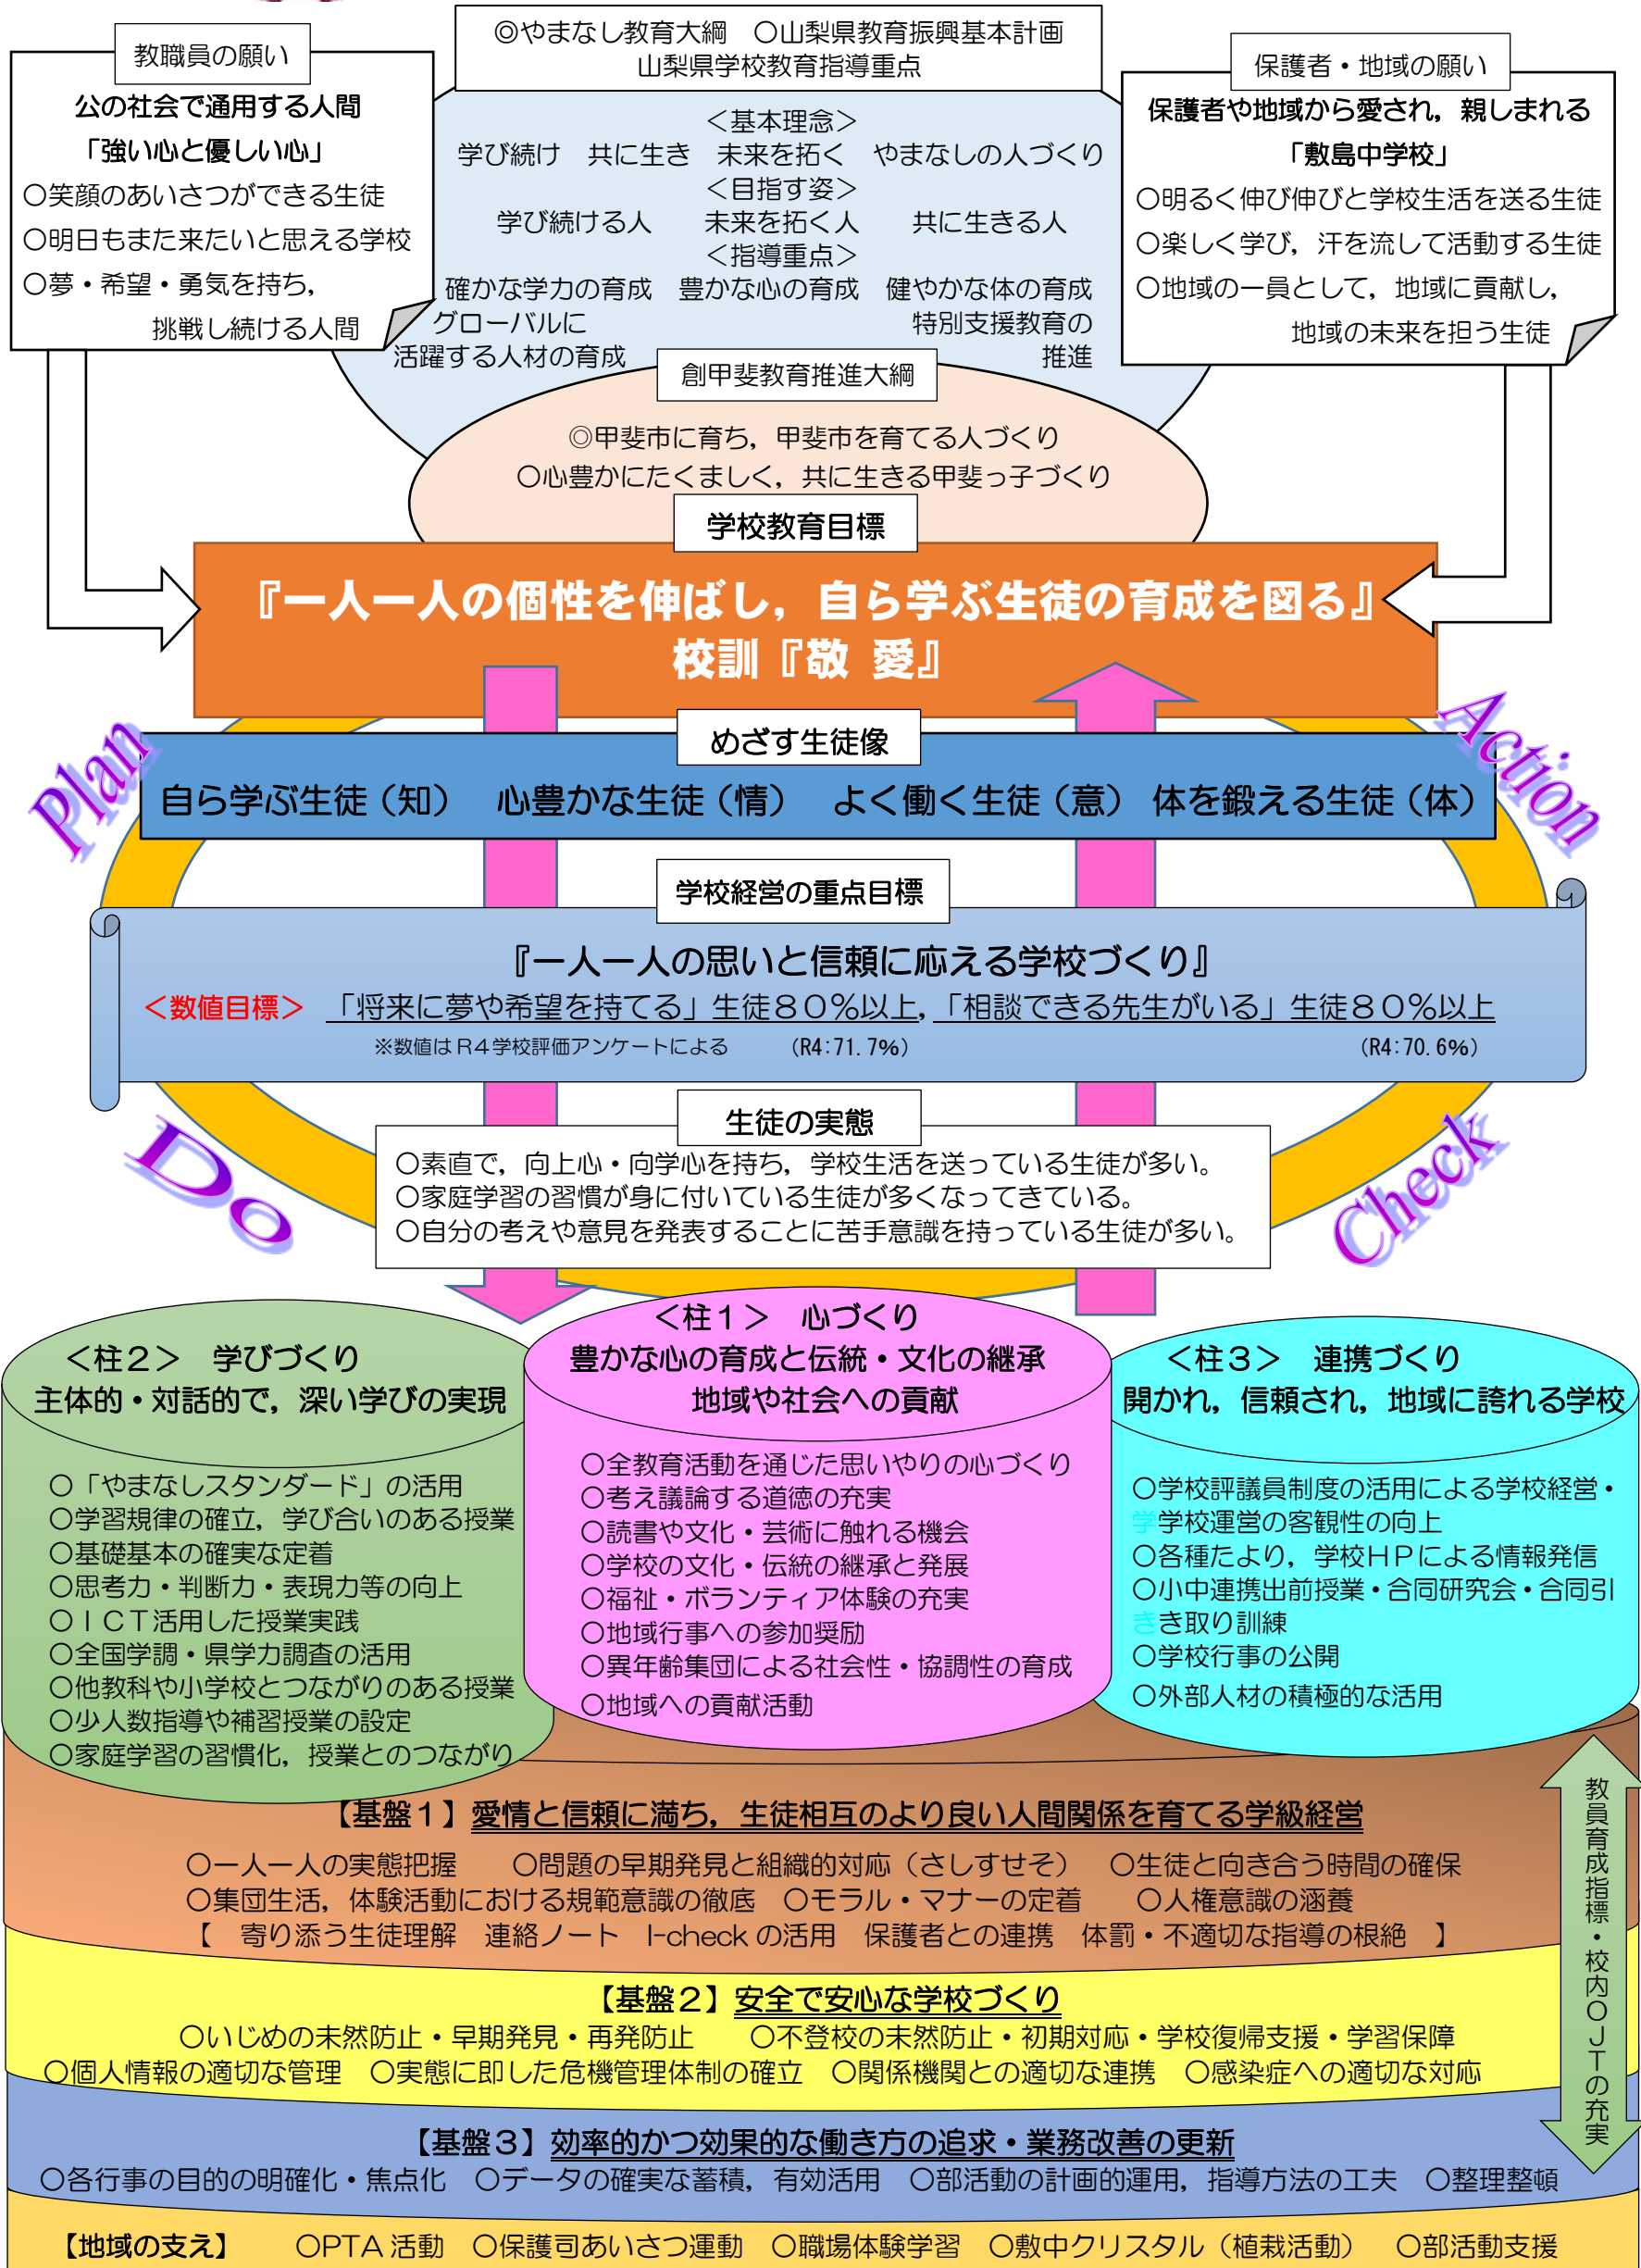 ◎やまなし教育大綱　○山梨県教育振興基本計画
山梨県学校教育指導重点
教職員の願い
公の社会で通用する人間
「強い心と優しい心」
○笑顔のあいさつができる生徒
○明日もまた来たいと思える学校
○夢・希望・勇気を持ち，
挑戦し続ける人間
＜基本理念＞
学び続け　共に生き　未来を拓く　やまなしの人づくり
＜目指す姿＞
学び続ける人　未来を拓く人　共に生きる人
＜指導重点＞
確かな学力の育成　豊かな心の育成　健やかな体の育成
グローバルに　特別支援教育の
活躍する人材の育成　推進
保護者・地域の願い
保護者や地域から愛され，親しまれる
「敷島中学校」
○明るく伸び伸びと学校生活を送る生徒
○楽しく学び，汗を流して活動する生徒
○地域の一員として，地域に貢献し，
地域の未来を担う生徒
創甲斐教育推進大綱
◎甲斐市に育ち，甲斐市を育てる人づくり
○心豊かにたくましく，共に生きる甲斐っ子づくり
学校教育目標
『一人一人の個性を伸ばし，自ら学ぶ生徒の育成を図る』
校訓『敬 愛』
Plan
Action
めざす生徒像
自ら学ぶ生徒（知）　心豊かな生徒（情）　よく働く生徒（意）　体を鍛える生徒（体）
学校経営の重点目標
『一人一人の思いと信頼に応える学校づくり』
＜数値目標＞　「将来に夢や希望を持てる」生徒８０％以上，「相談できる先生がいる」生徒８０％以上
※数値はＲ４学校評価アンケートによる　（R4:71.7%）　（R4:70.6%）
Do
Check
生徒の実態
○素直で，向上心・向学心を持ち，学校生活を送っている生徒が多い。
○家庭学習の習慣が身に付いている生徒が多くなってきている。
○自分の考えや意見を発表することに苦手意識を持っている生徒が多い。
＜柱２＞　学びづくり
主体的・対話的で，深い学びの実現
○「やまなしスタンダード」の活用
○学習規律の確立，学び合いのある授業
○基礎基本の確実な定着
○思考力・判断力・表現力等の向上
○ＩＣＴ活用した授業実践
○全国学調・県学力調査の活用
○他教科や小学校とつながりのある授業
○少人数指導や補習授業の設定
○家庭学習の習慣化，授業とのつながり
＜柱１＞　心づくり
豊かな心の育成と伝統・文化の継承
地域や社会への貢献
○全教育活動を通じた思いやりの心づくり
○考え議論する道徳の充実
○読書や文化・芸術に触れる機会
○学校の文化・伝統の継承と発展
○福祉・ボランティア体験の充実
○地域行事への参加奨励
○異年齢集団による社会性・協調性の育成
○地域への貢献活動
＜柱３＞　連携づくり
開かれ，信頼され，地域に誇れる学校
○学校評議員制度の活用による学校経営・
学学校運営の客観性の向上
○各種たより，学校ＨＰによる情報発信
○小中連携出前授業・合同研究会・合同引
きき取り訓練
○学校行事の公開
○外部人材の積極的な活用
【基盤１】愛情と信頼に満ち，生徒相互のより良い人間関係を育てる学級経営
○一人一人の実態把握　○問題の早期発見と組織的対応（さしすせそ）　○生徒と向き合う時間の確保
○集団生活，体験活動における規範意識の徹底　○モラル・マナーの定着　○人権意識の涵養
【　寄り添う生徒理解　連絡ノート　I-check の活用　保護者との連携　体罰・不適切な指導の根絶　】
【基盤２】安全で安心な学校づくり
○いじめの未然防止・早期発見・再発防止　○不登校の未然防止・初期対応・学校復帰支援・学習保障
○個人情報の適切な管理　○実態に即した危機管理体制の確立　○関係機関との適切な連携　○感染症への適切な対応
【基盤３】効率的かつ効果的な働き方の追求・業務改善の更新
○各行事の目的の明確化・焦点化　○データの確実な蓄積，有効活用　○部活動の計画的運用，指導方法の工夫　○整理整頓
教員育成指標・校内ＯＪＴの充実
【地域の支え】　○PTA 活動　○保護司あいさつ運動　○職場体験学習　○敷中クリスタル（植栽活動）　○部活動支援